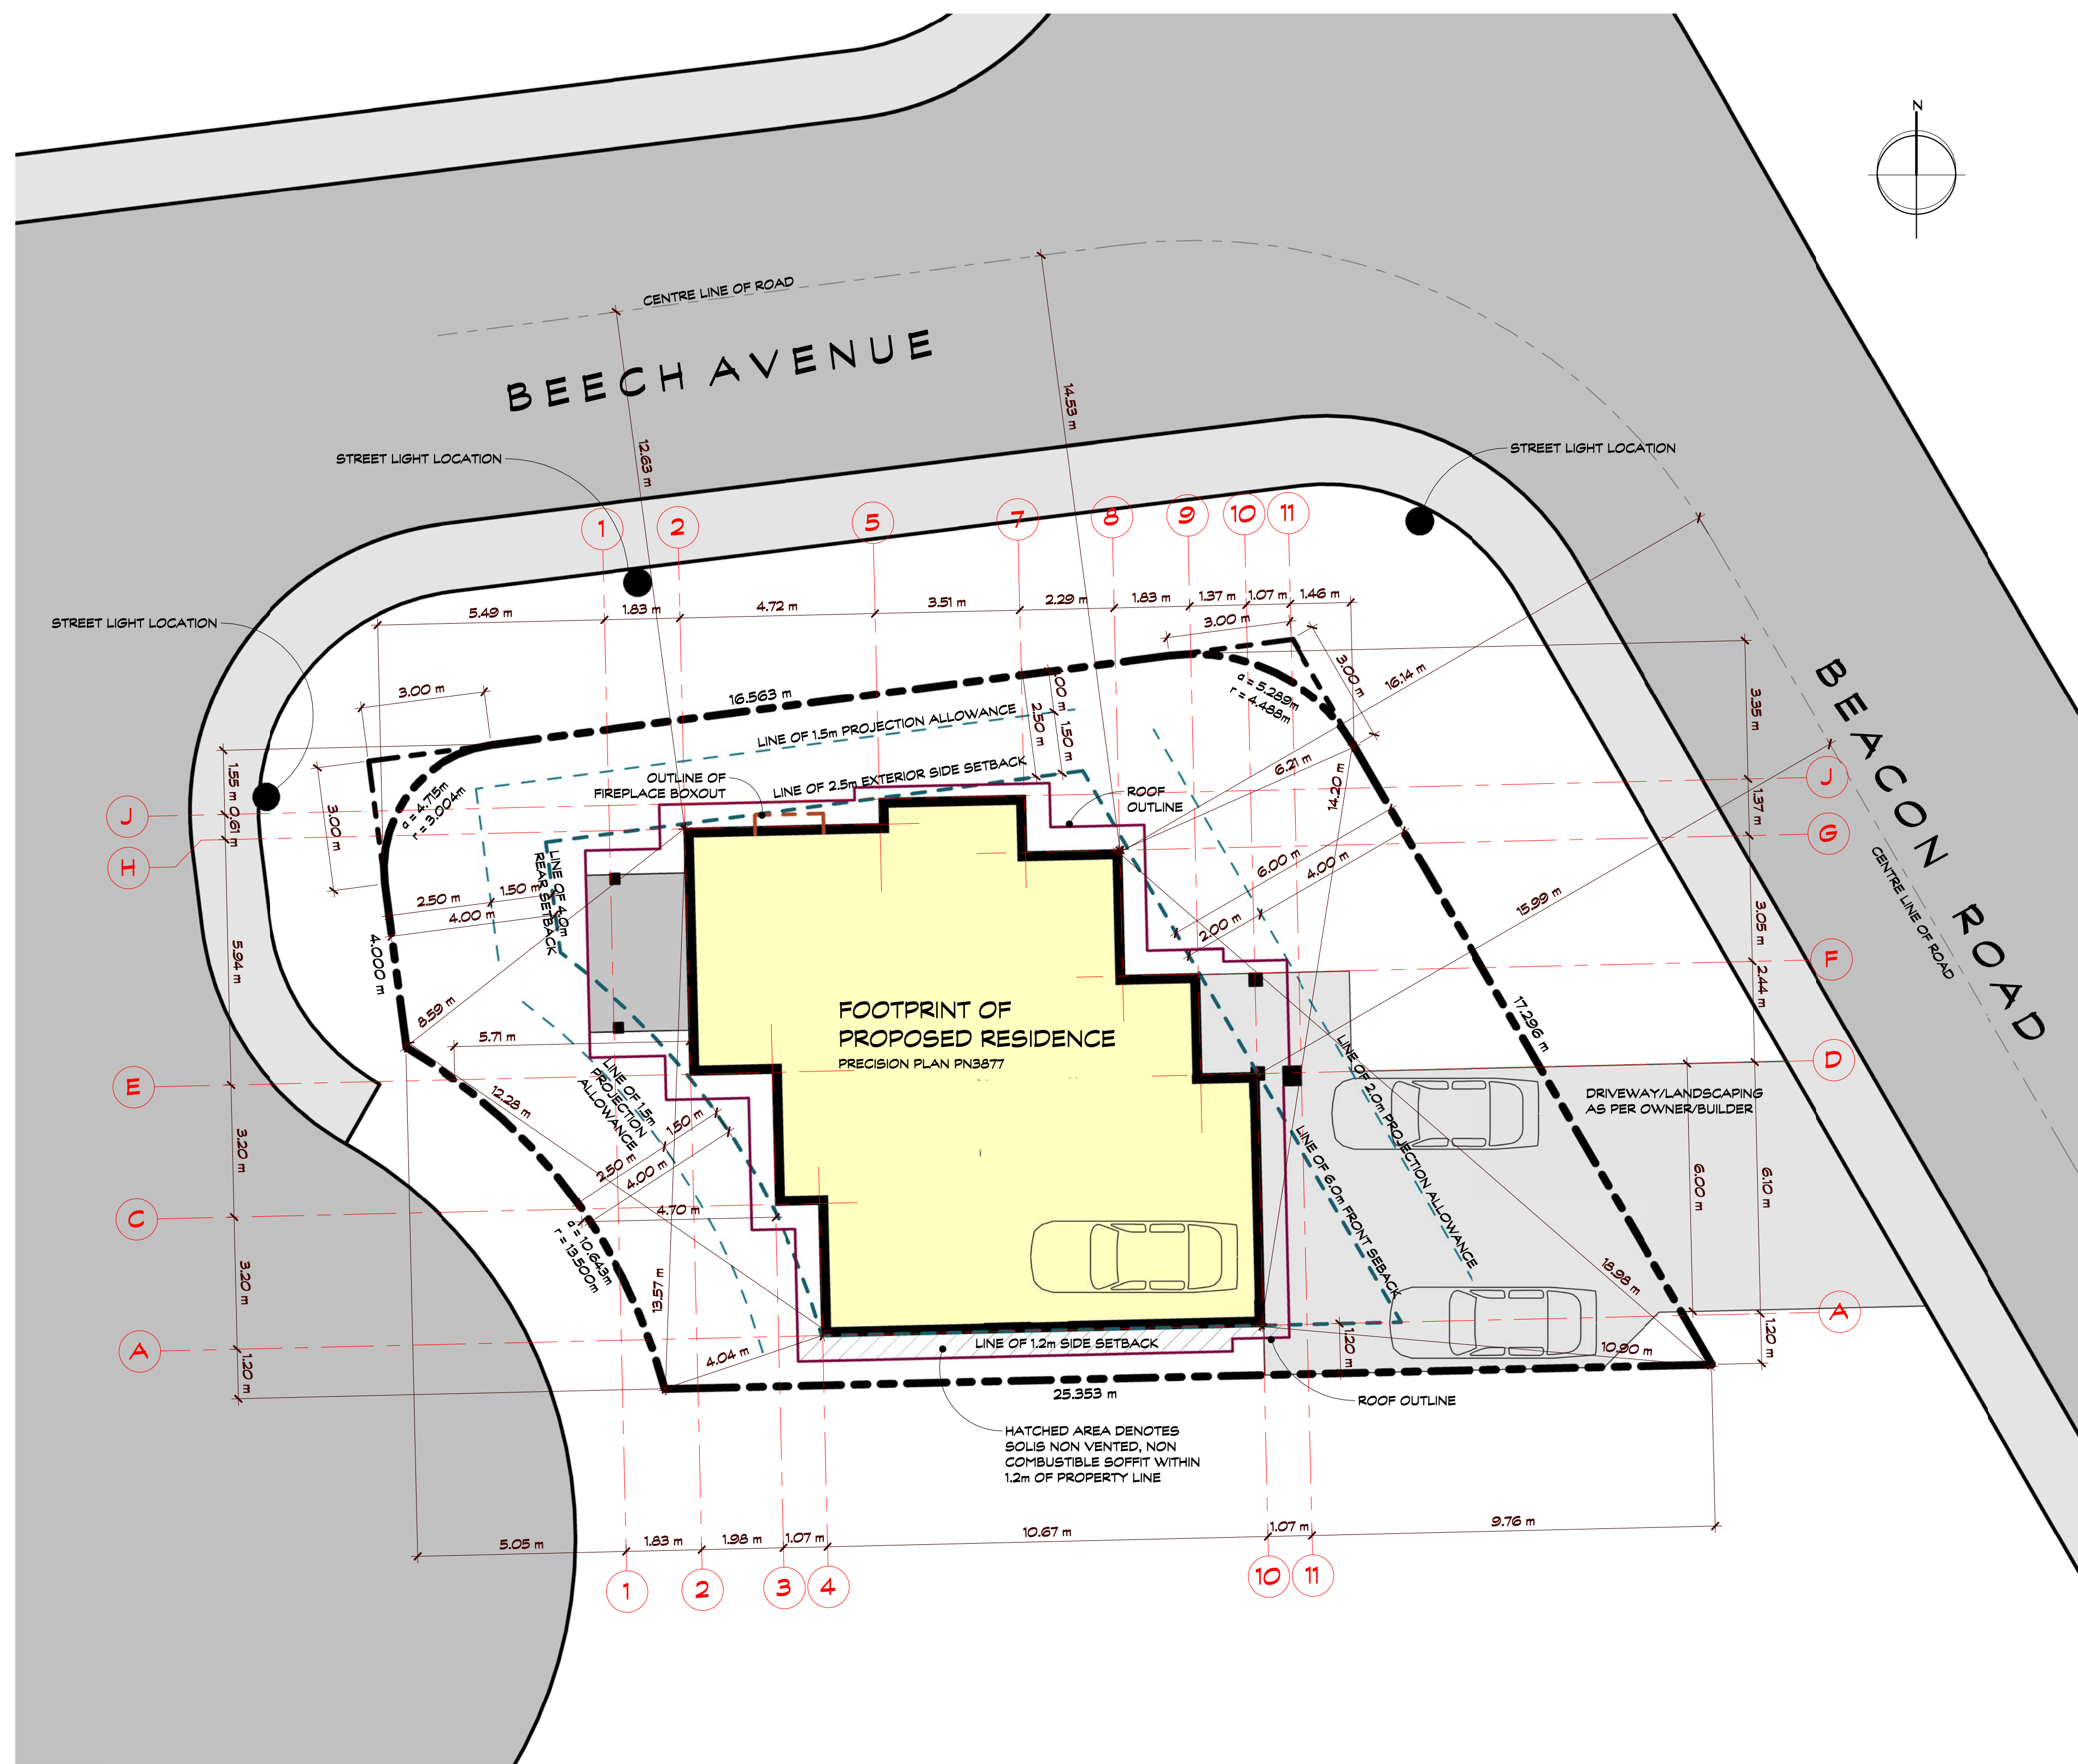 N
CENTRE LINE OF ROAD
BEECH AVENUE
14.53 m
12.63 m
STREET LIGHT LOCATION
STREET LIGHT LOCATION
1
2
5
7
8
9
10
11
5.49 m
1.83 m
4.72 m
3.51 m
2.29 m
1.83 m
1.37 m
1.07 m
1.46 m
STREET LIGHT LOCATION
3.00 m
3.00 m
16.14 m
BEACON ROAD
CENTRE LINE OF ROAD
3.00 m
16.563 m
a = 5.289m
r = 4.488m
LINE OF 1.5m PROJECTION ALLOWANCE
2.50 m
1.50 m
3.35 m
1.55 m
0.61 m
3.00 m
a = 4.715m
r = 3.004m
OUTLINE OF
FIREPLACE BOXOUT
LINE OF 2.5m EXTERIOR SIDE SETBACK
ROOF
OUTLINE
6.21 m
14.20 m
J
J
1.37 m
H
G
6.00 m
4.00 m
2.00 m
15.99 m
2.50 m
1.50 m
4.00 m
LINE OF 4.0m
REAR SETBACK
4.000 m
5.94 m
3.05 m
F
2.44 m
8.59 m
FOOTPRINT OF
PROPOSED RESIDENCE
PRECISION PLAN PN3877
17.296 m
5.71 m
D
E
12.28 m
LINE OF 1.5m
PROJECTION
ALLOWANCE
1.50 m
2.50 m
4.00 m
LINE OF 2.0m PROJECTION ALLOWANCE
LINE OF 6.0m FRONT SEBACK
DRIVEWAY/LANDSCAPING
AS PER OWNER/BUILDER
3.20 m
6.00 m
6.10 m
C
4.70 m
a = 10.643m
r = 13.500m
13.57 m
18.98 m
3.20 m
A
A
1.20 m
LINE OF 1.2m SIDE SETBACK
1.20 m
10.90 m
1.20 m
4.04 m
25.353 m
ROOF OUTLINE
HATCHED AREA DENOTES
SOLIS NON VENTED, NON
COMBUSTIBLE SOFFIT WITHIN
1.2m OF PROPERTY LINE
5.05 m
1.83 m
1.98 m
1.07 m
10.67 m
1.07 m
9.76 m
1
2
3
4
10
11